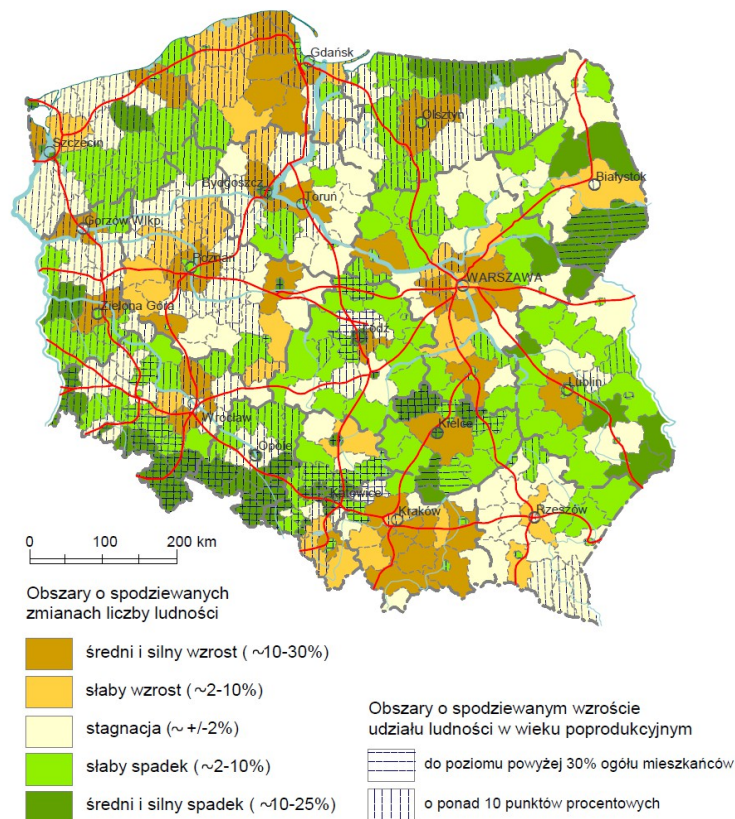 Gdańsk
Olsztyn
Szczecin
Białystok
Bydgoszcz
Toruń
Gorzów Wlkp.
Poznań
WARSZAWA
Zielona Góra
Łódź
Lublin
Wrocław
Kielce
Opole
Katowice
Kraków
Rzeszów
0 100 200 km
Obszary o spodziewanych
zmianach liczby ludności
średni i silny wzrost ( ~10-30%)
słaby wzrost (~2-10%)
stagnacja (~ +/-2%)
słaby spadek (~2-10%)
średni i silny spadek ( ~10-25%)
Obszary o spodziewanym wzroście
udziału ludności w wieku poprodukcyjnym
do poziomu powyżej 30% ogółu mieszkańców
o ponad 10 punktów procentowych